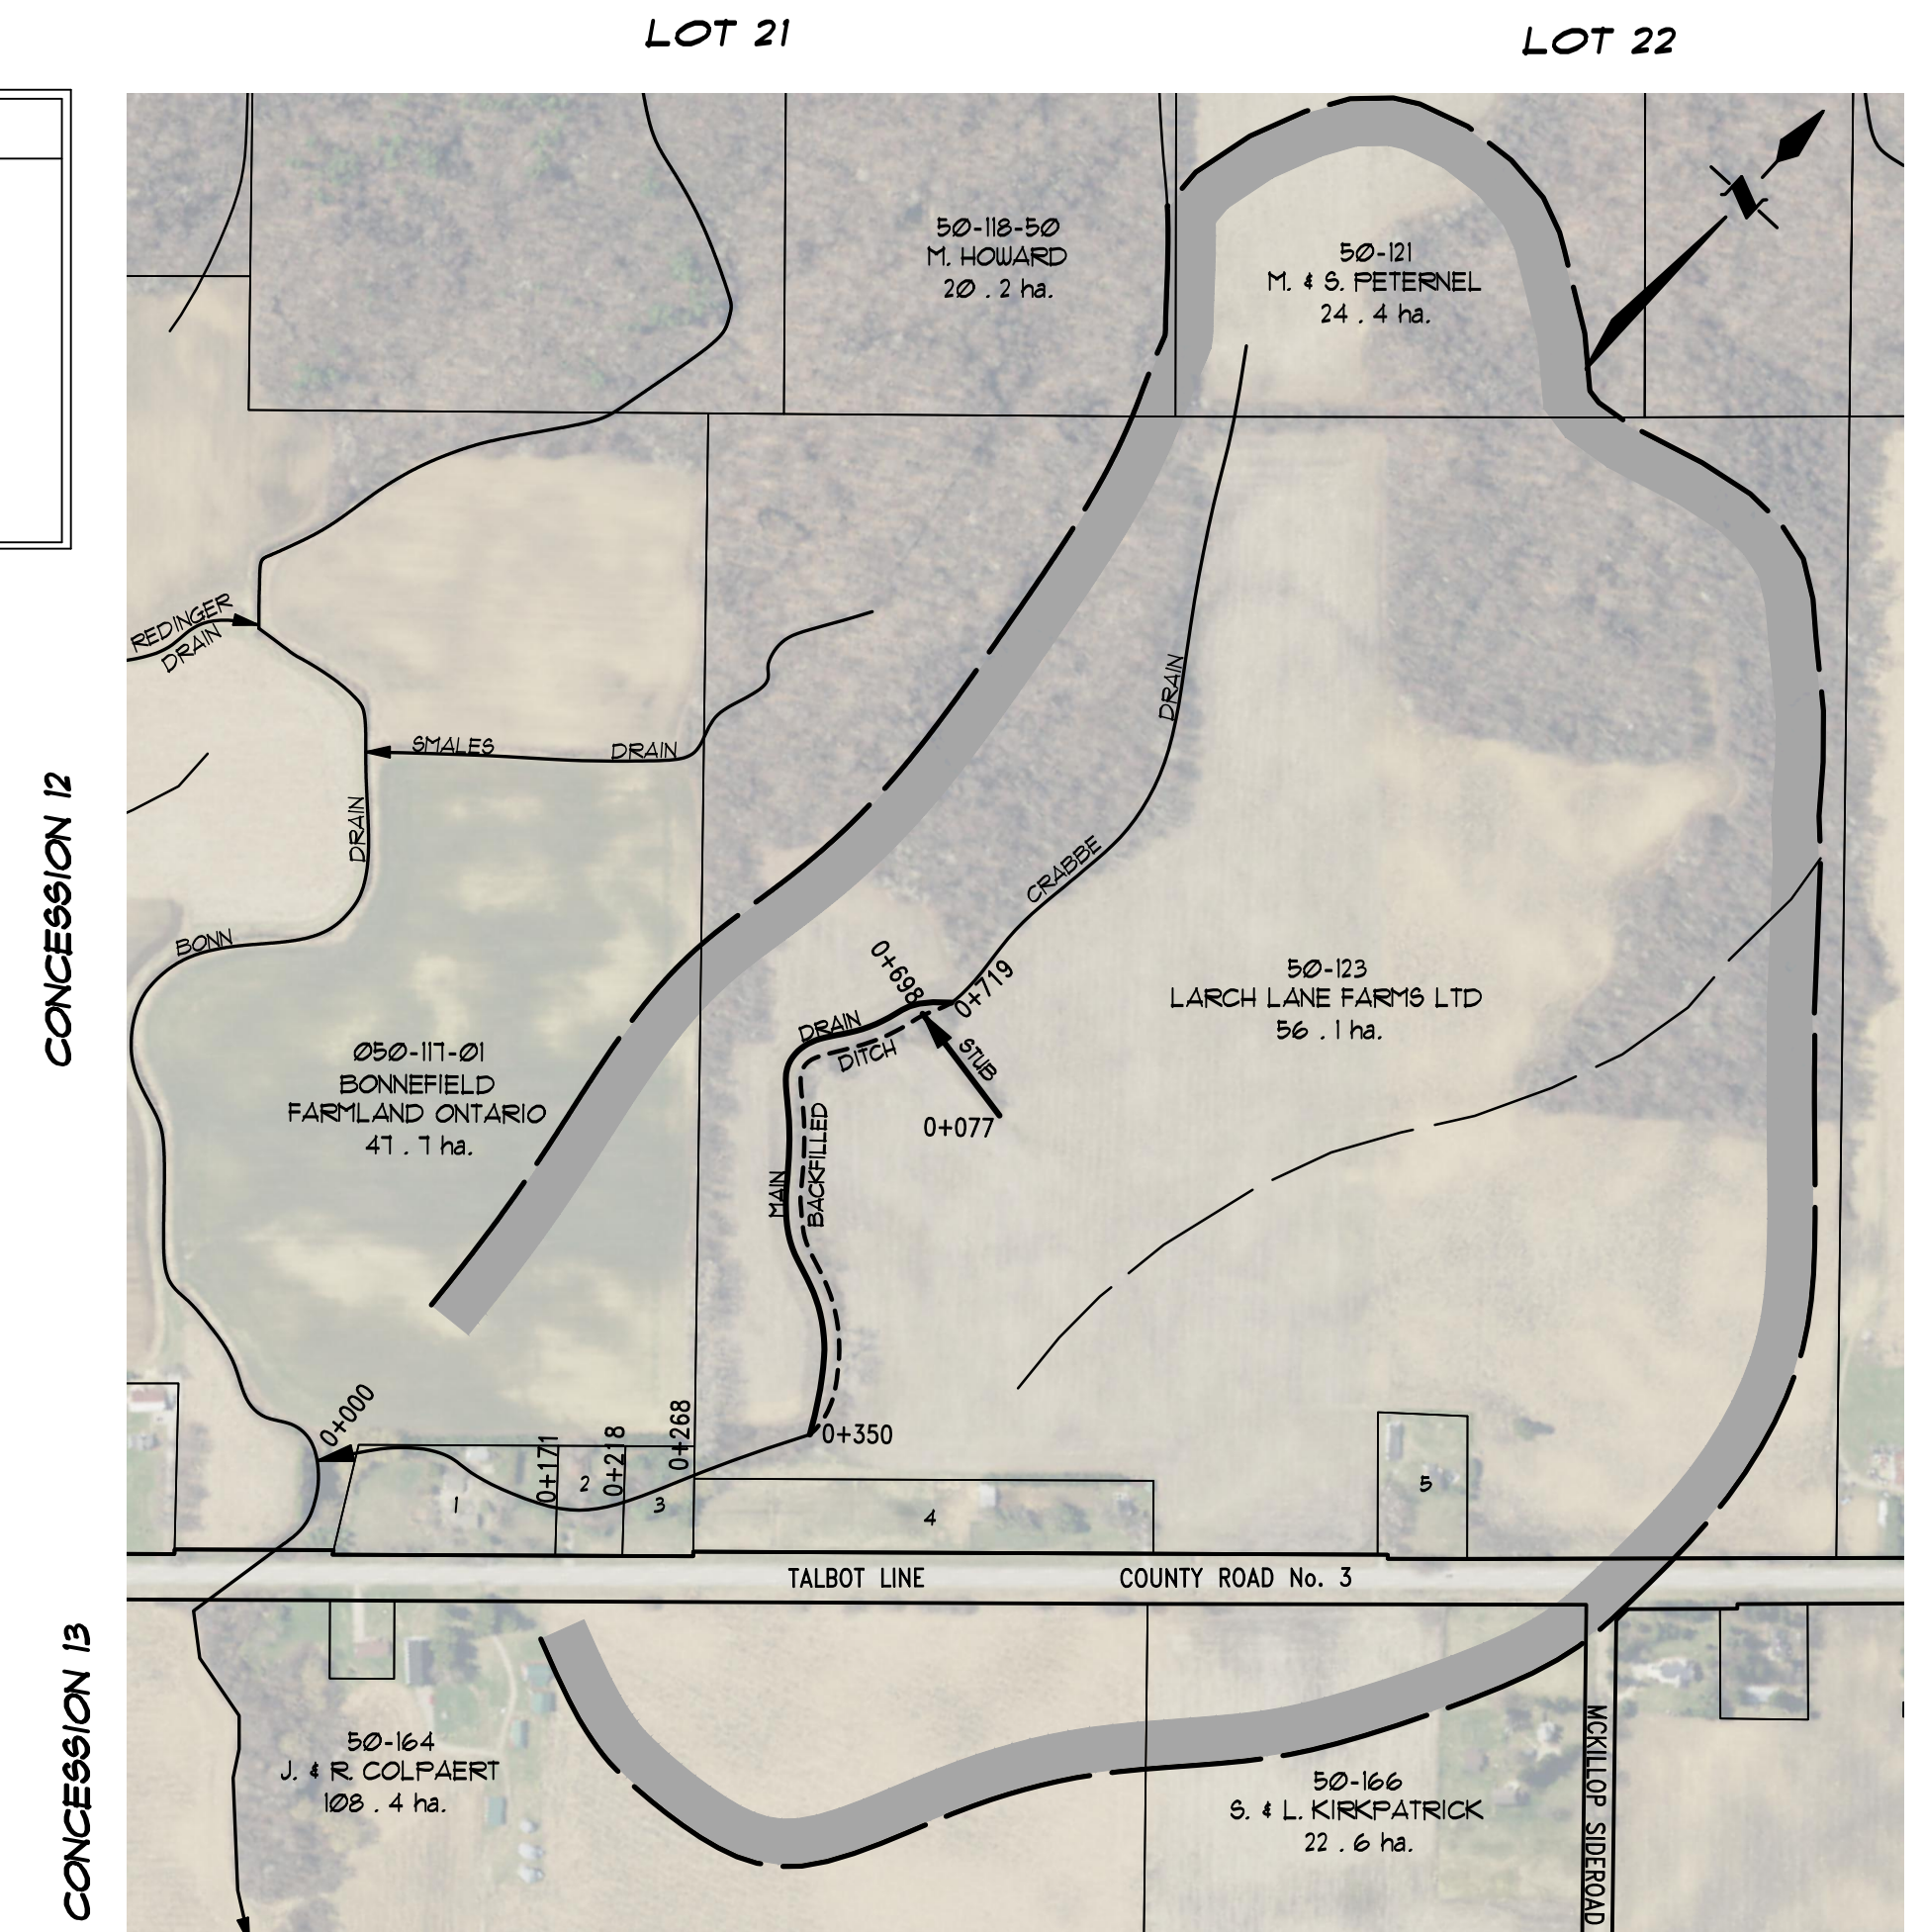 LOT 21
LOT 22
50-118-50
M. HOWARD
20 . 2 ha.
50-121
M. & S. PETERNEL
24 . 4 ha.
REDINGER
DRAIN
SMALES DRAIN
DRAIN
BONN
DRAIN
CRABBE
CONCESSION 12
0+698
0+719
DRAIN
DITCH
STUB
0+077
MAIN
BACKFILLED
50-123
LARCH LANE FARMS LTD
56 . 1 ha.
050-117-01
BONNEFIELD
FARMLAND ONTARIO
47 . 7 ha.
0+000
0+171
0+218
0+268
0+350
1
2
3
4
5
TALBOT LINE COUNTY ROAD No. 3
CONCESSION 13
50-164
J. & R. COLPAERT
108 . 4 ha.
50-166
S. & L. KIRKPATRICK
22 . 6 ha.
MCKILLOP SIDEROAD